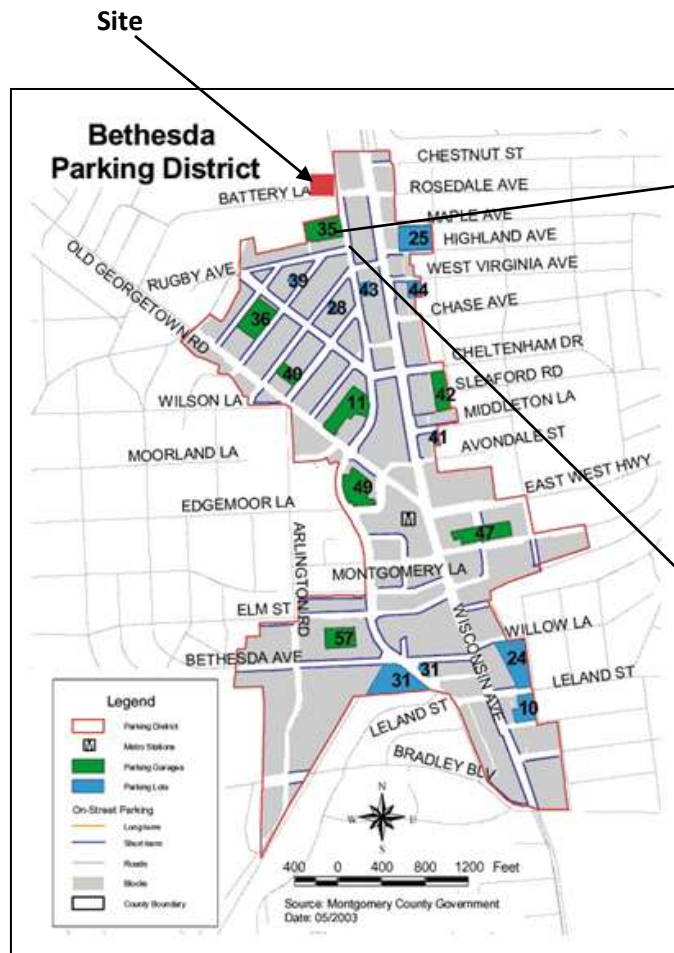 Site
Bethesda
Parking District
CHESTNUT ST
BATTERY LA
ROSEDALE AVE
MAPLE AVE
35
25
HIGHLAND AVE
OLD GEORGETOWN RD
RUGBY AVE
WEST VIRGINIA AVE
39
43
44
28
CHASE AVE
36
CHELTENHAM DR
40
SLEAFORD RD
42
WILSON LA
11
MIDDLETON LA
41
AVONDALE ST
MOORLAND LA
EAST WEST HWY
49
EDGEMOOR LA
M
47
ARLINGTON RD
MONTGOMERY LA
ELM ST
WISCONSIN AVE
WILLOW LA
57
24
BETHESDA AVE
31
31
LELAND ST
10
LELAND ST
BRADLEY BLV
Legend
Parking District
M
Metro Stations
Parking Garages
Parking Lots
On-Street Parking
Long term
Short term
Roads
Blocks
County Boundary
N
W
E
S
400 0 400 800 1200 Feet
Source: Montgomery County Government
Date: 05/2003